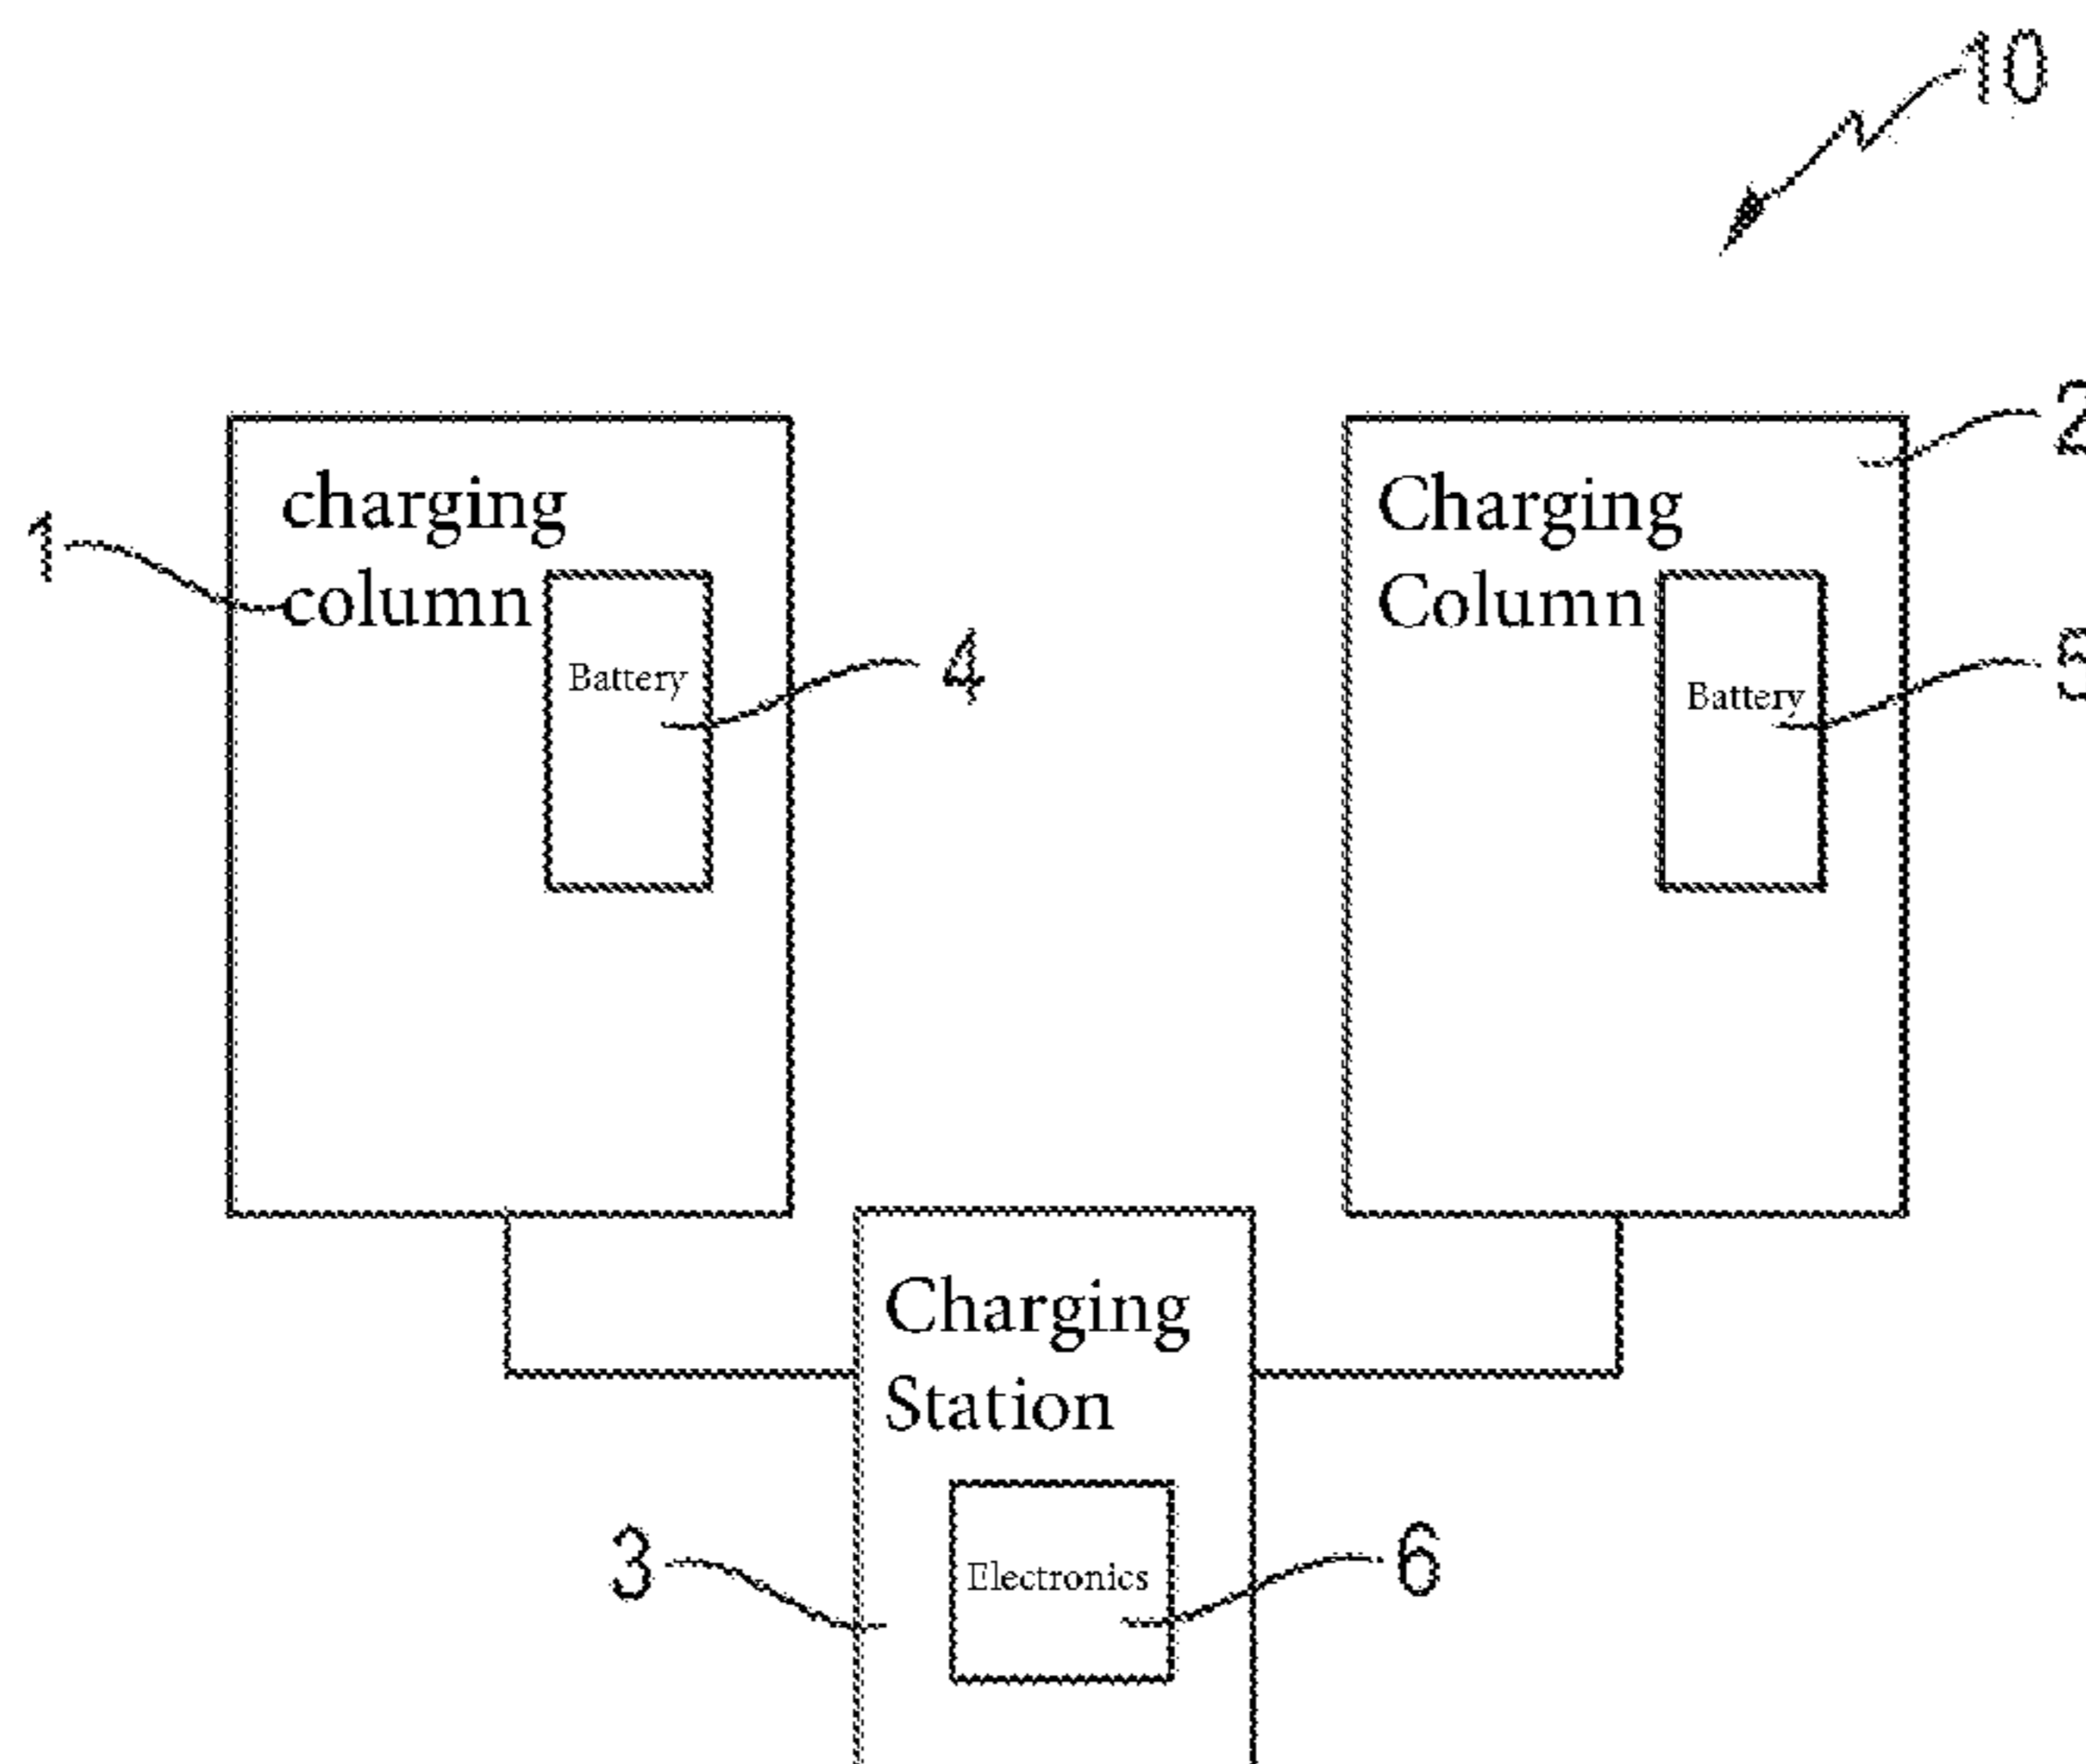 10
charging
column
1
Battery
4
Charging
Column
2
Battery
5
Charging
Station
3
Electronics
6